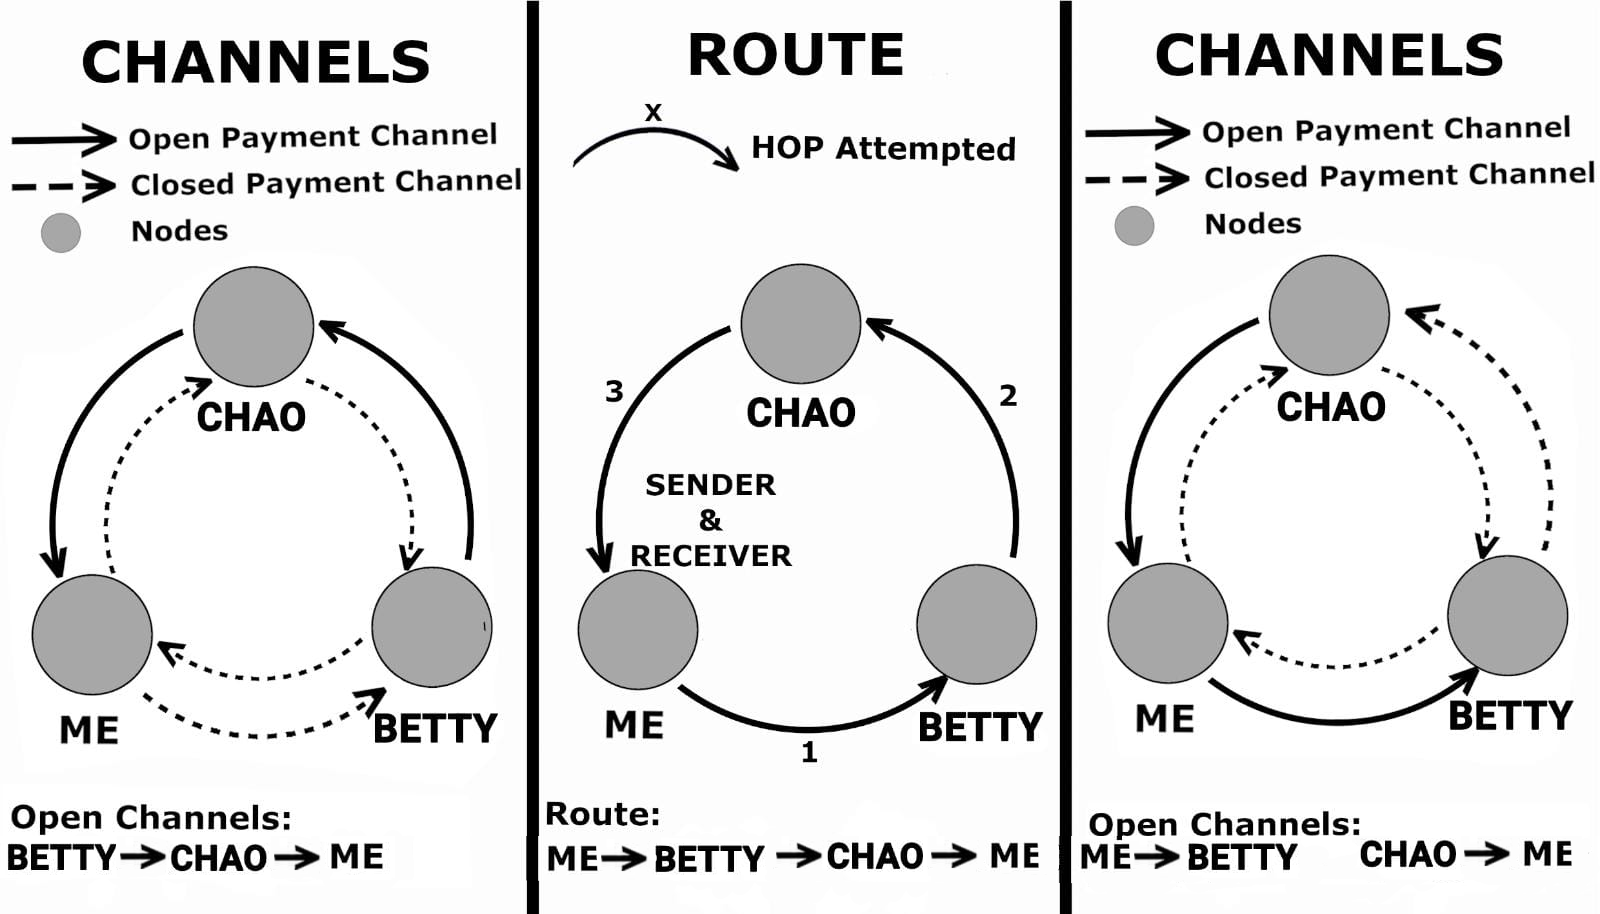 CHANNELS
Open Payment Channel
Closed Payment Channel
Nodes
CHAO
ME
BETTY
Open Channels:
BETTY→CHAO→ME
ROUTE
X
HOP Attempted
CHAO
3
2
SENDER
&
RECEIVER
ME
BETTY
1
Route:
ME→BETTY→CHAO→ME
CHANNELS
Open Payment Channel
Closed Payment Channel
Nodes
CHAO
ME
BETTY
Open Channels:
ME→BETTY CHAO→ME